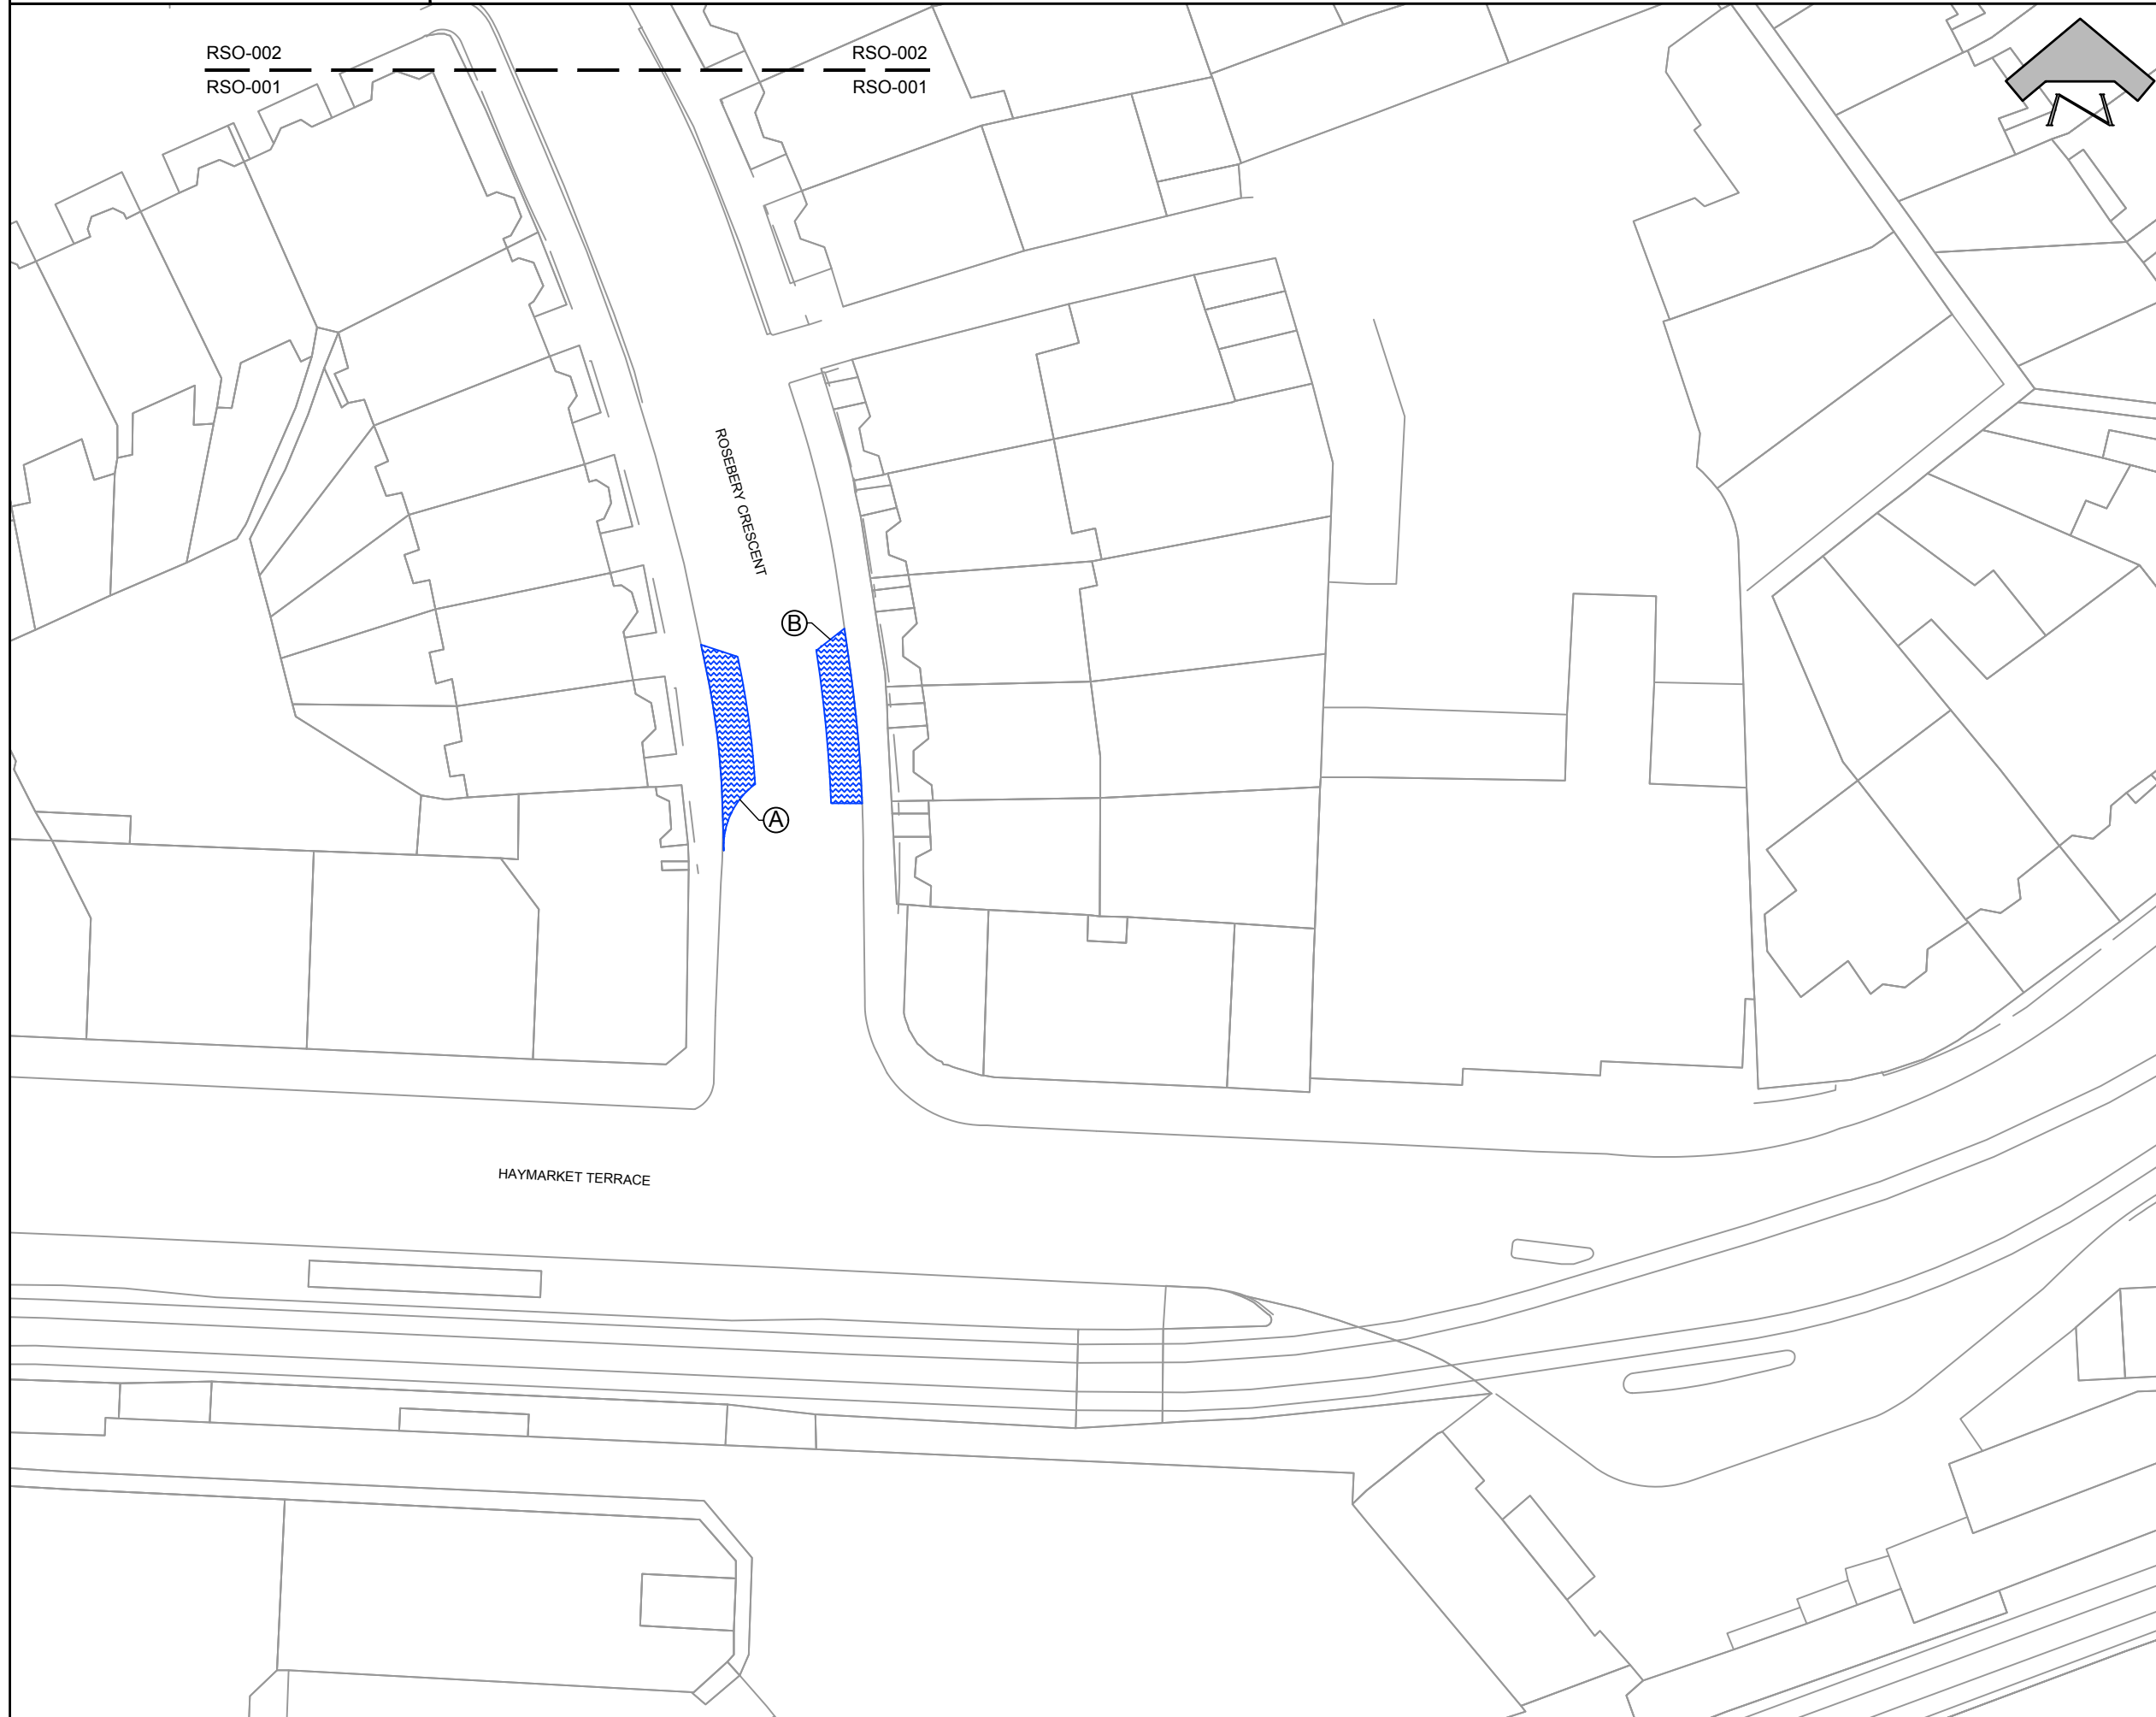 RSO-002
RSO-001
RSO-002
RSO-001
ROSEBERY CRESCENT
B
A
HAYMARKET TERRACE
N